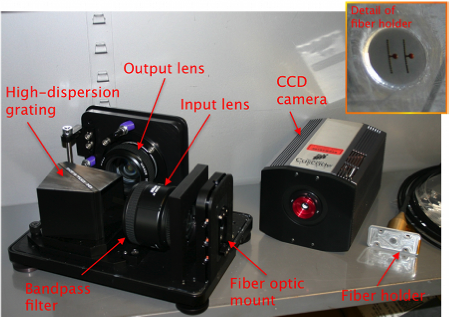 Detail of
fiber holder
Output lens
CCD
camera
High-dispersion
grating
Input lens
Bandpass
filter
Fiber optic
mount
Fiber holder